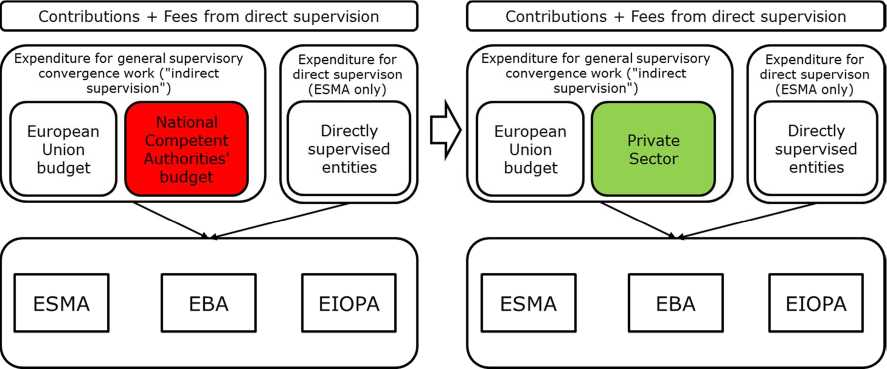 Contributions + Fees from direct supervision
Expenditure for general supervisory
convergence work ("indirect
supervision")
European
Union
budget
National
Competent
Authorities'
budget
Expenditure for
direct supervison
(ESMA only)
Directly
supervised
entities
ESMA
EBA
EIOPA
Contributions + Fees from direct supervision
Expenditure for general supervisory
convergence work ("indirect
supervision")
European
Union
budget
Private
Sector
Expenditure for
direct supervison
(ESMA only)
Directly
supervised
entities
ESMA
EBA
EIOPA